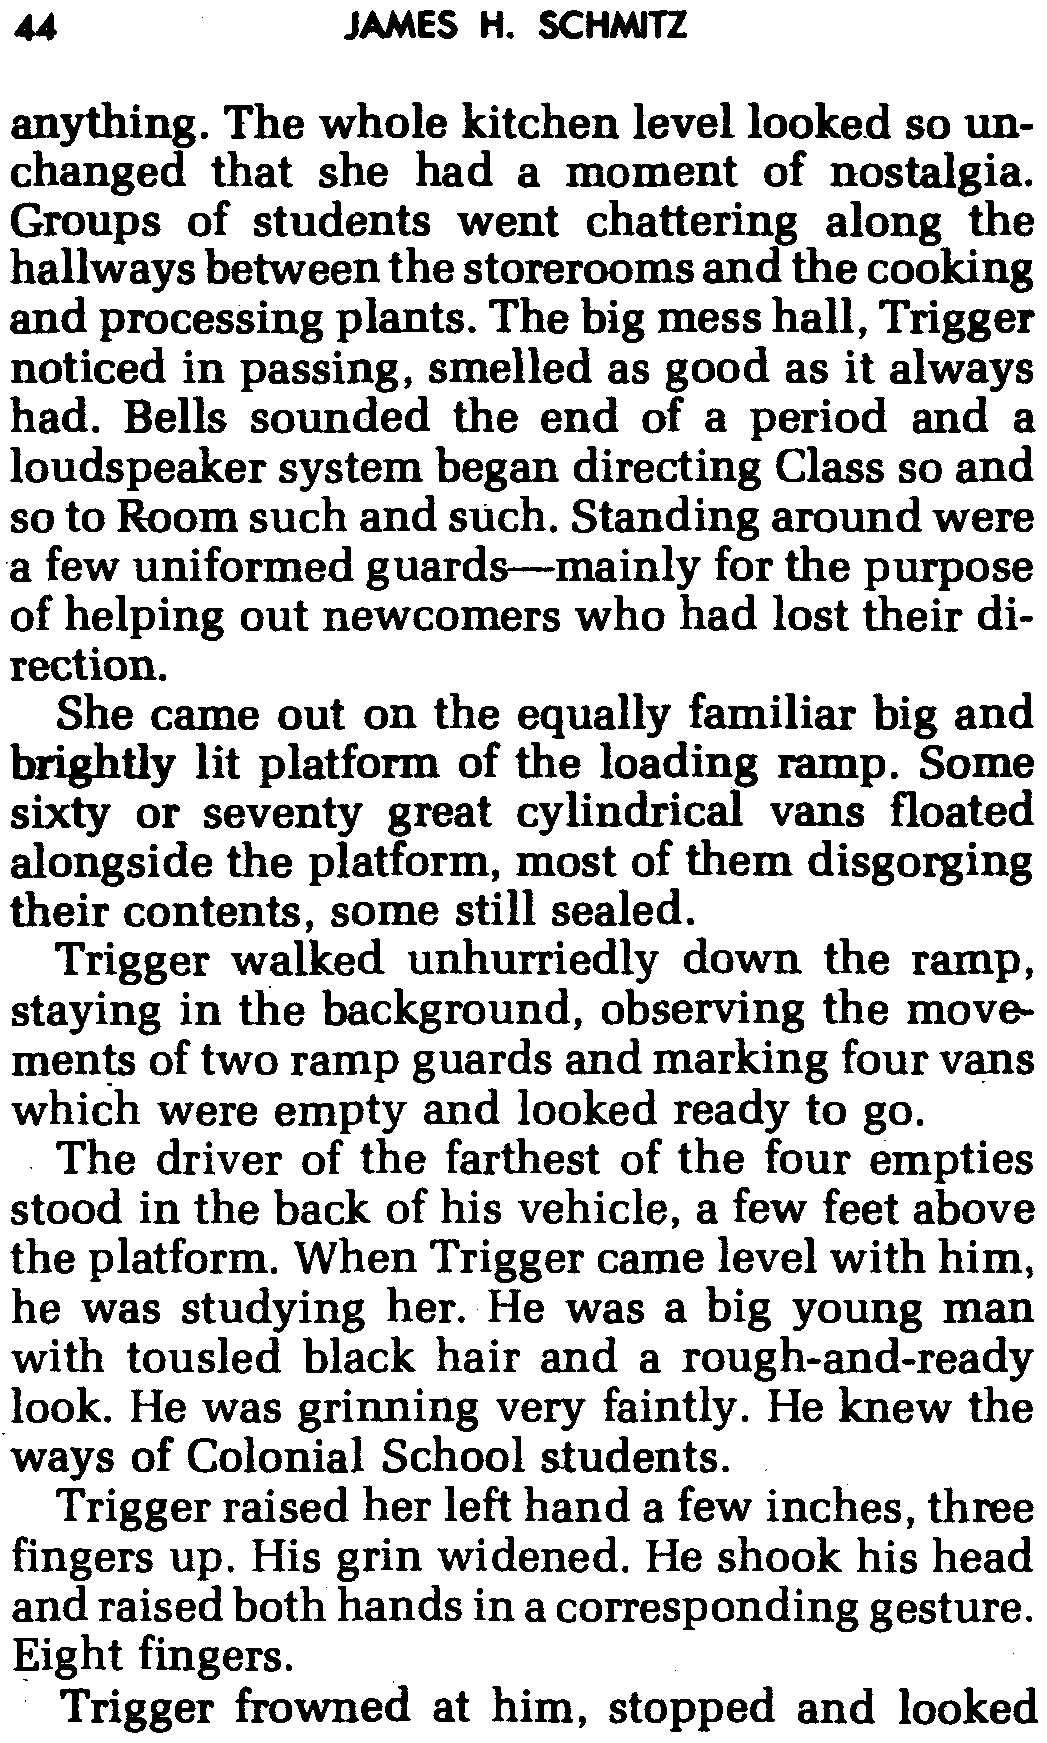 44 JAMES H. SCHMITZ
anything. The whole kitchen level looked so un-
changed that she had a moment of nostalgia.
Groups of students went chattering along the
hallways between the storerooms and the cooking
and processing plants. The big mess hall, Trigger
noticed in passing, smelled as good as it always
had. Bells sounded the end of a period and a
loudspeaker system began directing Class so and
so to Room such and such. Standing around were
a few uniformed guards—mainly for the purpose
of helping out newcomers who had lost their di-
rection.
She came out on the equally familiar big and
brightly lit platform of the loading ramp. Some
sixty or seventy great cylindrical vans floated
alongside the platform, most of them disgorging
their contents, some still sealed.
Trigger walked unhurriedly down the ramp,
staying in the background, observing the move-
ments of two ramp guards and marking four vans
which were empty and looked ready to go.
The driver of the farthest of the four empties
stood in the back of his vehicle, a few feet above
the platform. When Trigger came level with him,
he was studying her. He was a big young man
with tousled black hair and a rough-and-ready
look. He was grinning very faintly. He knew the
ways of Colonial School students.
Trigger raised her left hand a few inches, three
fingers up. His grin widened. He shook his head
and raised both hands in a corresponding gesture.
Eight fingers.
Trigger frowned at him, stopped and looked